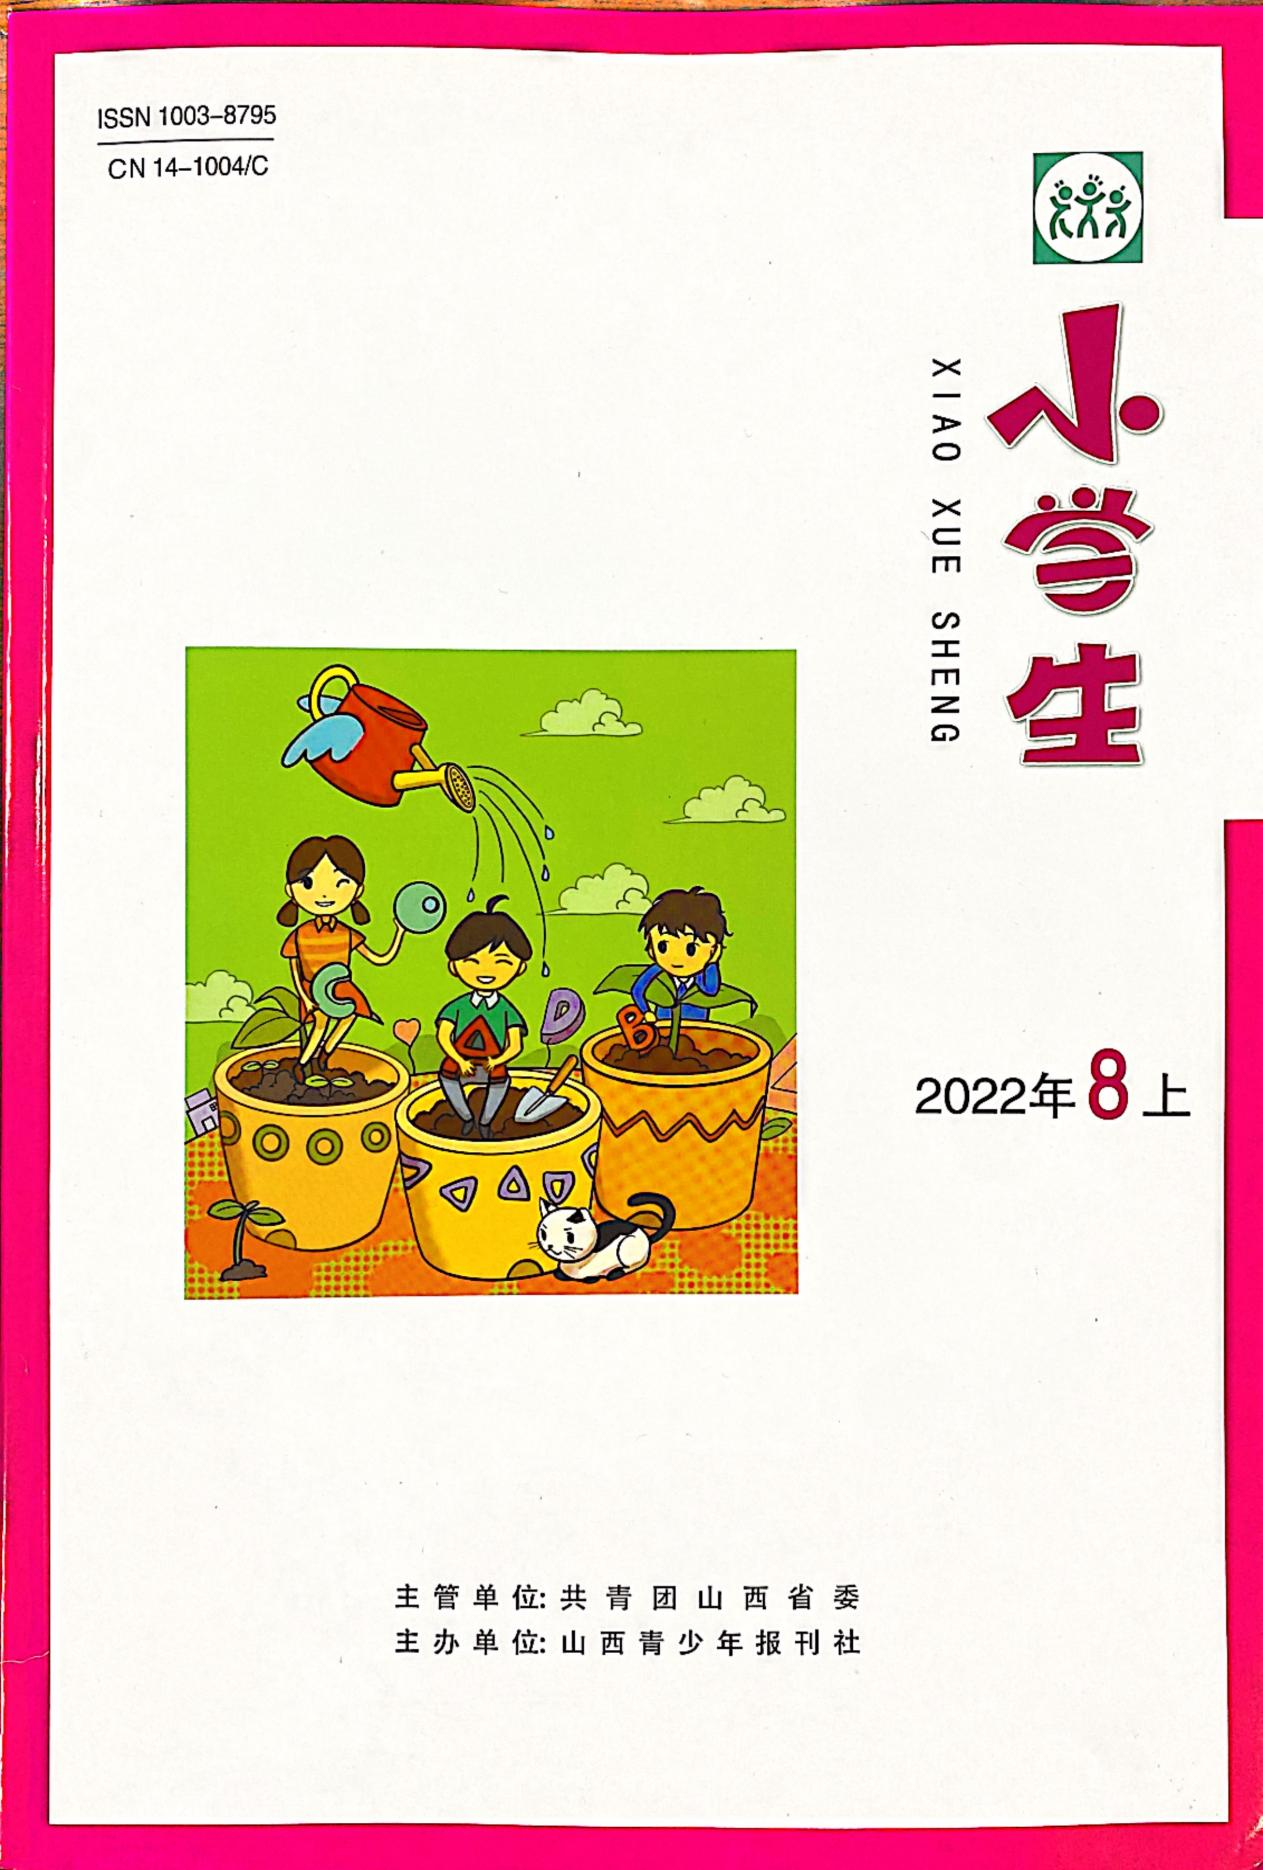 ISSN 1003-8795
CN 14-1004/C
小学生
XIAO XUE SHENG
C
A
D
B
2022年8上
主管单位:共青团山西省委
主办单位:山西青少年报刊社